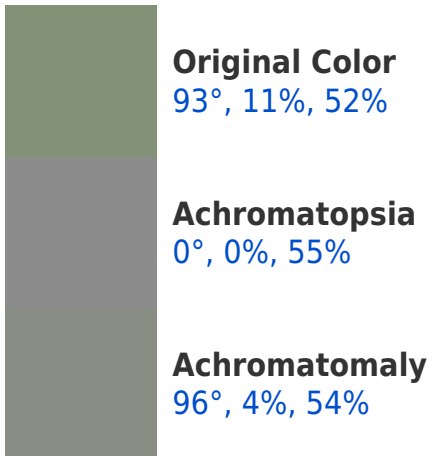 Original Color
93°, 11%, 52%
Achromatopsia
0°, 0%, 55%
Achromatomaly
96°, 4%, 54%